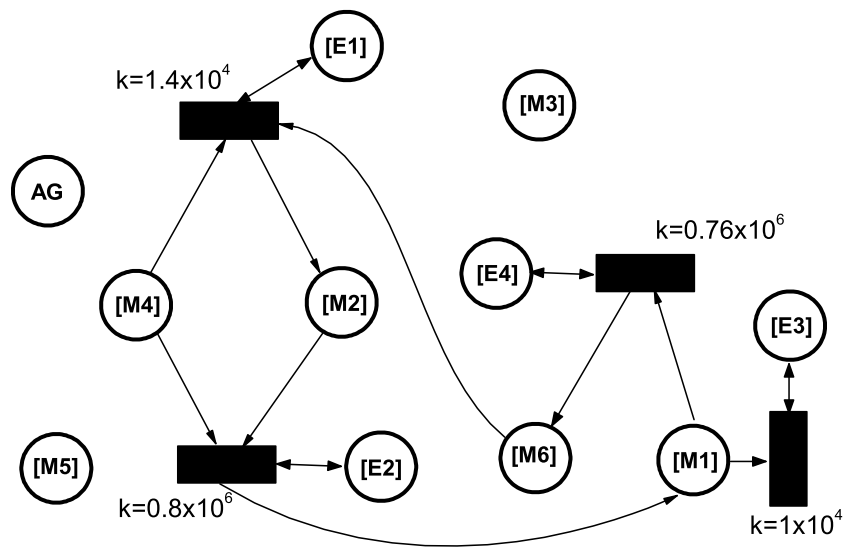 [E1]
k=1.4x10^4
[M3]
AG
k=0.76x10^6
[E4]
[M4]
[M2]
[E3]
[M5]
[E2]
[M6]
[M1]
k=0.8x10^6
k=1x10^4